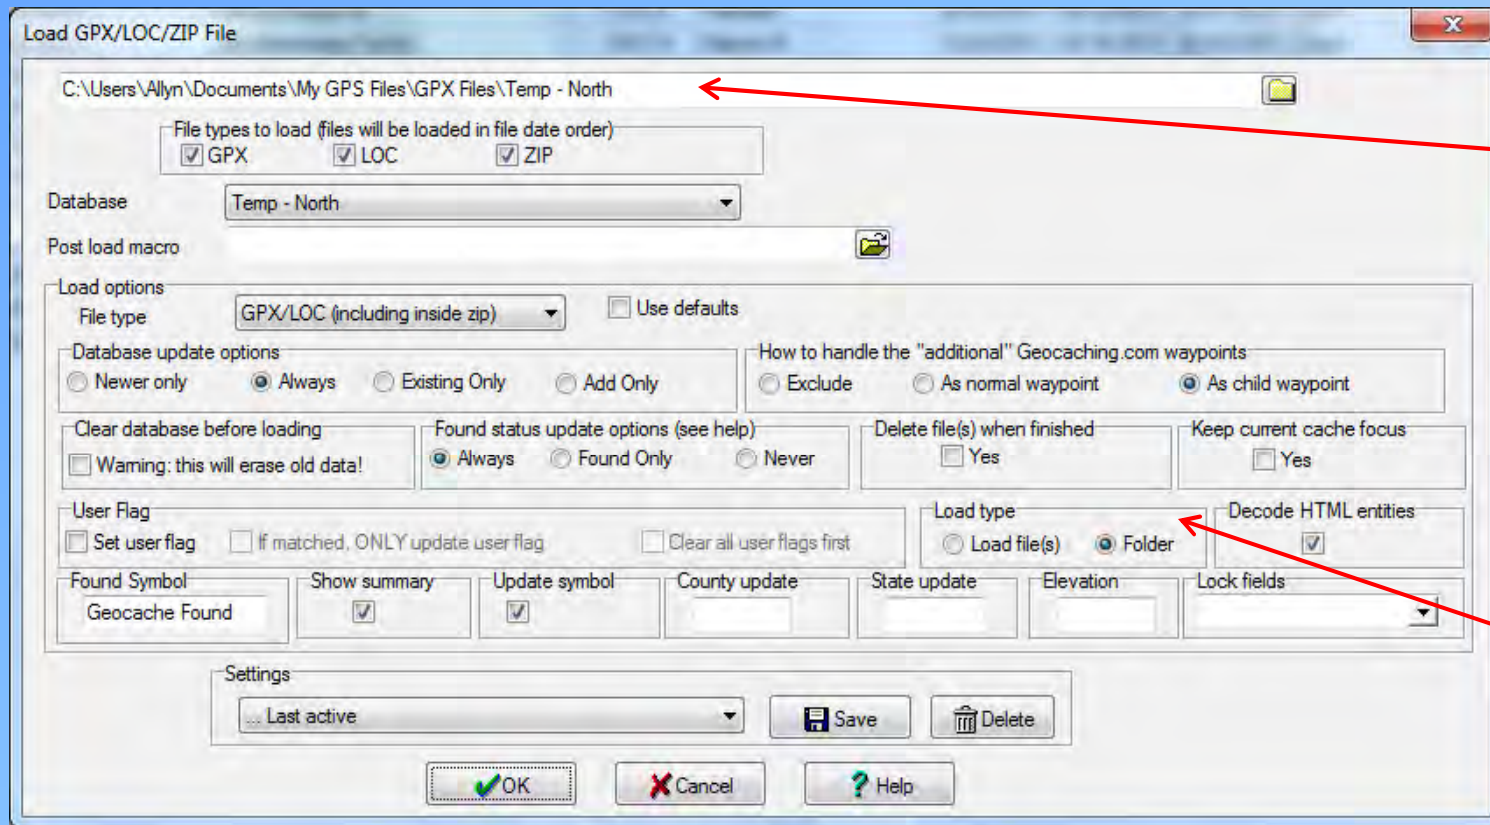 Load GPX/LOC/ZIP File
C:\Users\Allyn\Documents\My GPS Files\GPX Files\Temp - North
File types to load (files will be loaded in file date order)
GPX LOC ZIP
Database Temp - North
Post load macro
Load options
File type GPX/LOC (including inside zip) Use defaults
Database update options How to handle the "additional" Geocaching.com waypoints
Newer only Always Existing Only Add Only Exclude As normal waypoint As child waypoint
Clear database before loading Found status update options (see help) Delete file(s) when finished Keep current cache focus
Warning: this will erase old data! Always Found Only Never Yes Yes
User Flag Load type Decode HTML entities
Set user flag If matched, ONLY update user flag Clear all user flags first Load file(s) Folder
Found Symbol Show summary Update symbol County update State update Elevation Lock fields
Geocache Found
Settings
... Last active Save Delete
OK Cancel ? Help